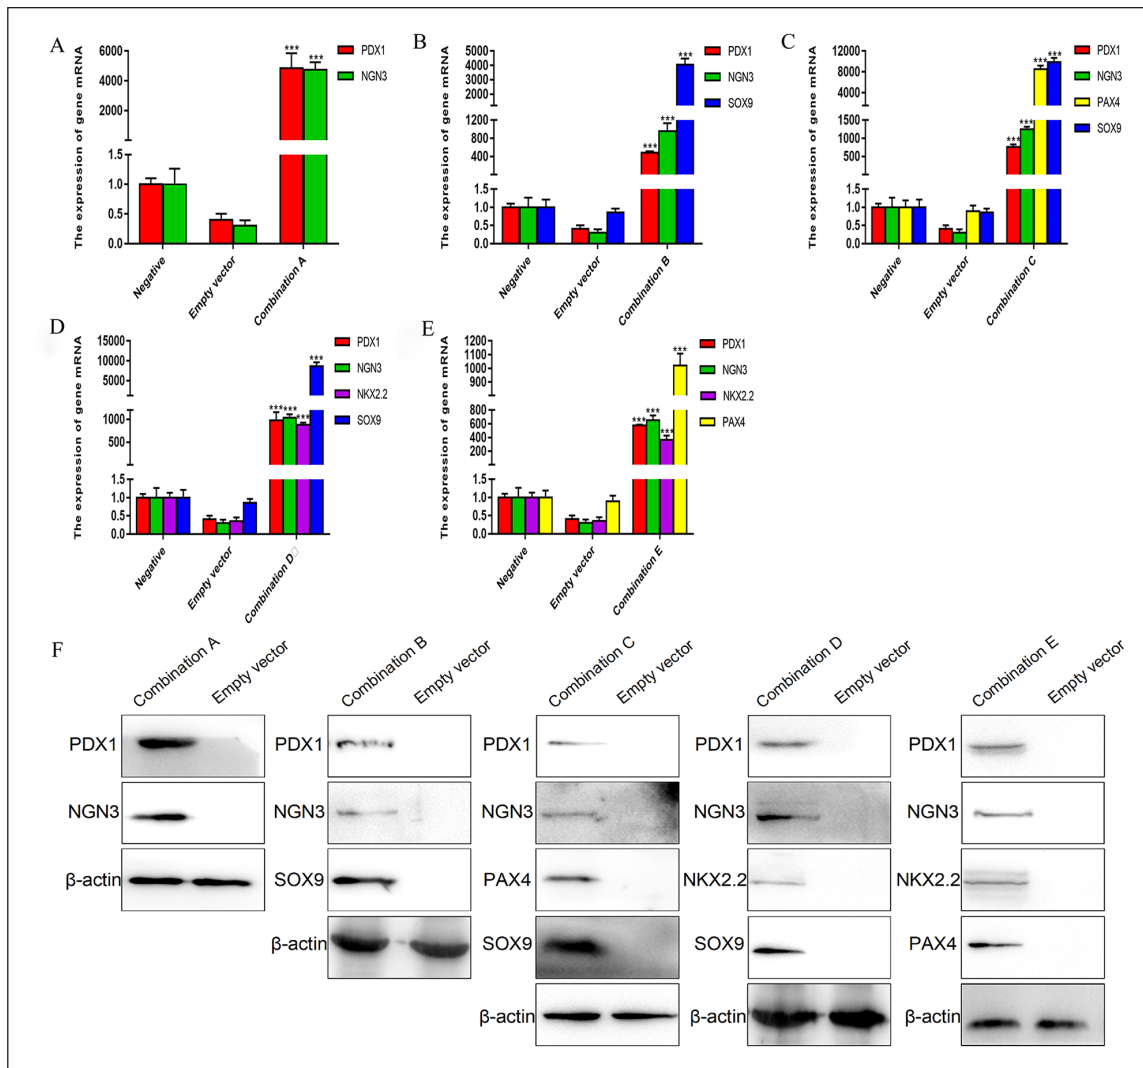 A
The expression of gene mRNA
6000
4000
2000
1.5
1.0
0.5
0.0
*** ***
PDX1
NGN3
Negative
Empty vector
Combination A
B
The expression of gene mRNA
5000
4000
3000
2000
1000
1200
800
400
1.5
1.0
0.5
0.0
*** *** ***
PDX1
NGN3
SOX9
Negative
Empty vector
Combination B
C
The expression of gene mRNA
12000
8000
4000
1500
1000
500
1.5
1.0
0.5
0.0
*** *** *** ***
PDX1
NGN3
PAX4
SOX9
Negative
Empty vector
Combination C
D
The expression of gene mRNA
15000
10000
5000
1000
500
1.5
1.0
0.5
0.0
*** *** *** ***
PDX1
NGN3
NKX2.2
SOX9
Negative
Empty vector
Combination D□
E
The expression of gene mRNA
1200
1100
1000
900
800
800
600
400
200
1.5
1.0
0.5
0.0
*** *** *** ***
PDX1
NGN3
NKX2.2
PAX4
Negative
Empty vector
Combination E
F
Combination A
Empty vector
PDX1
NGN3
β-actin
Combination B
Empty vector
PDX1
NGN3
SOX9
β-actin
Combination C
Empty vector
PDX1
NGN3
PAX4
SOX9
β-actin
Combination D
Empty vector
PDX1
NGN3
NKX2.2
SOX9
β-actin
Combination E
Empty vector
PDX1
NGN3
NKX2.2
PAX4
β-actin